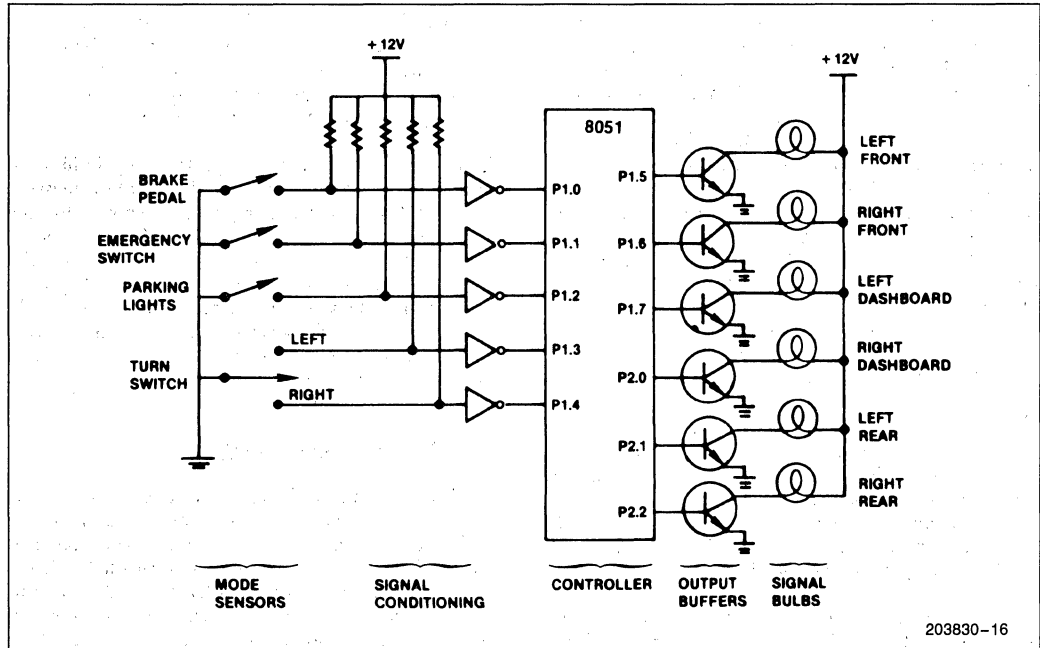 + 12V
+ 12V
8051
BRAKE
PEDAL
P1.0
P1.5
LEFT
FRONT
EMERGENCY
SWITCH
P1.1
P1.6
RIGHT
FRONT
PARKING
LIGHTS
P1.2
P1.7
LEFT
DASHBOARD
TURN
SWITCH
LEFT
P1.3
RIGHT
P1.4
P2.0
RIGHT
DASHBOARD
P2.1
LEFT
REAR
P2.2
RIGHT
REAR
MODE
SENSORS
SIGNAL
CONDITIONING
CONTROLLER
OUTPUT
BUFFERS
SIGNAL
BULBS
203830-16